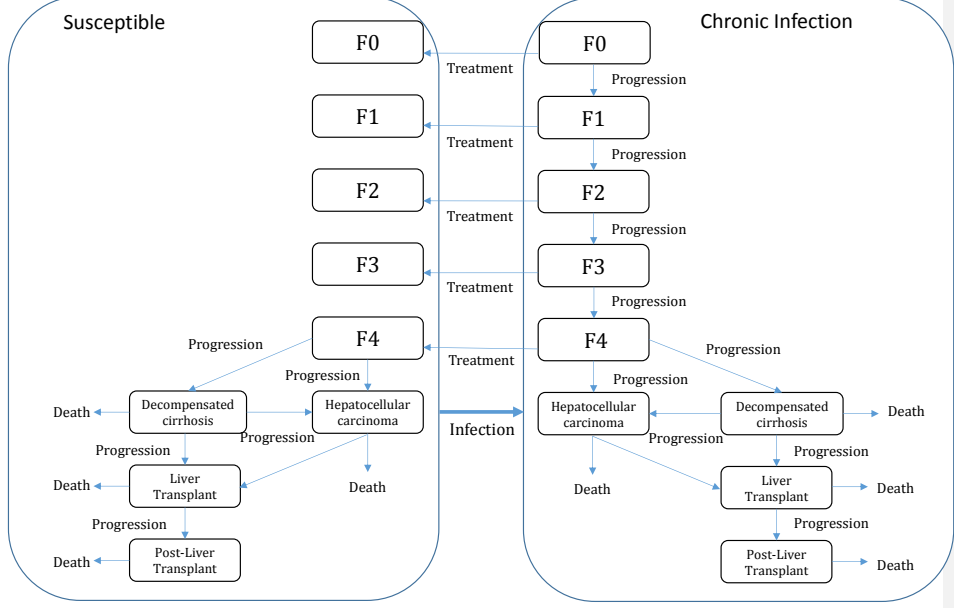 Susceptible
Chronic Infection
F0
Treatment
F0
Progression
F1
Treatment
F1
Progression
F2
Treatment
F2
Progression
F3
Treatment
F3
Progression
F4
Treatment
F4
Progression
Progression
Progression
Progression
Death
Decompensated
cirrhosis
Hepatocellular
carcinoma
Infection
Hepatocellular
carcinoma
Decompensated
cirrhosis
Death
Progression
Progression
Progression
Progression
Death
Liver
Transplant
Death
Death
Liver
Transplant
Death
Progression
Progression
Death
Post-Liver
Transplant
Post-Liver
Transplant
Death